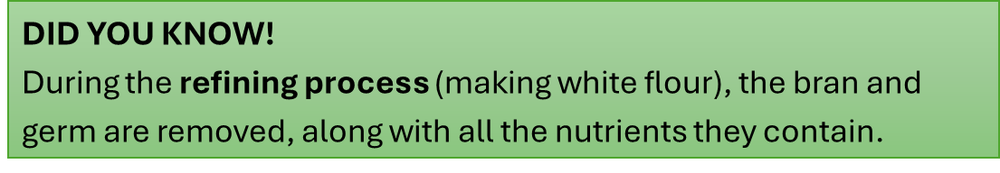 DID YOU KNOW!
During the refining process (making white flour), the bran and
germ are removed, along with all the nutrients they contain.